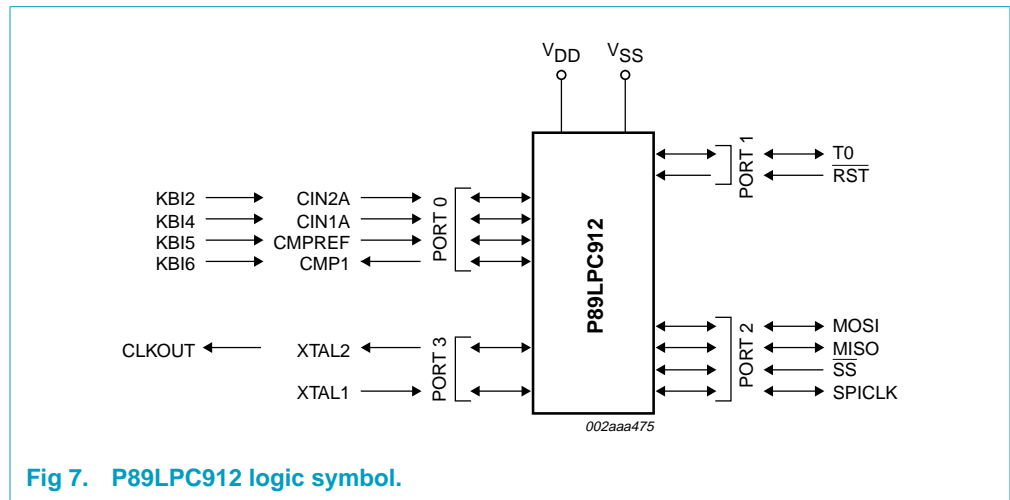 VDD VSS
PORT 1
T0
RST
KBI2 CIN2A
KBI4 CIN1A
KBI5 CMPREF
KBI6 CMP1
PORT 0
P89LPC912
CLKOUT XTAL2
XTAL1
PORT 3
PORT 2
MOSI
MISO
SS
SPICLK
002aaa475
Fig 7. P89LPC912 logic symbol.